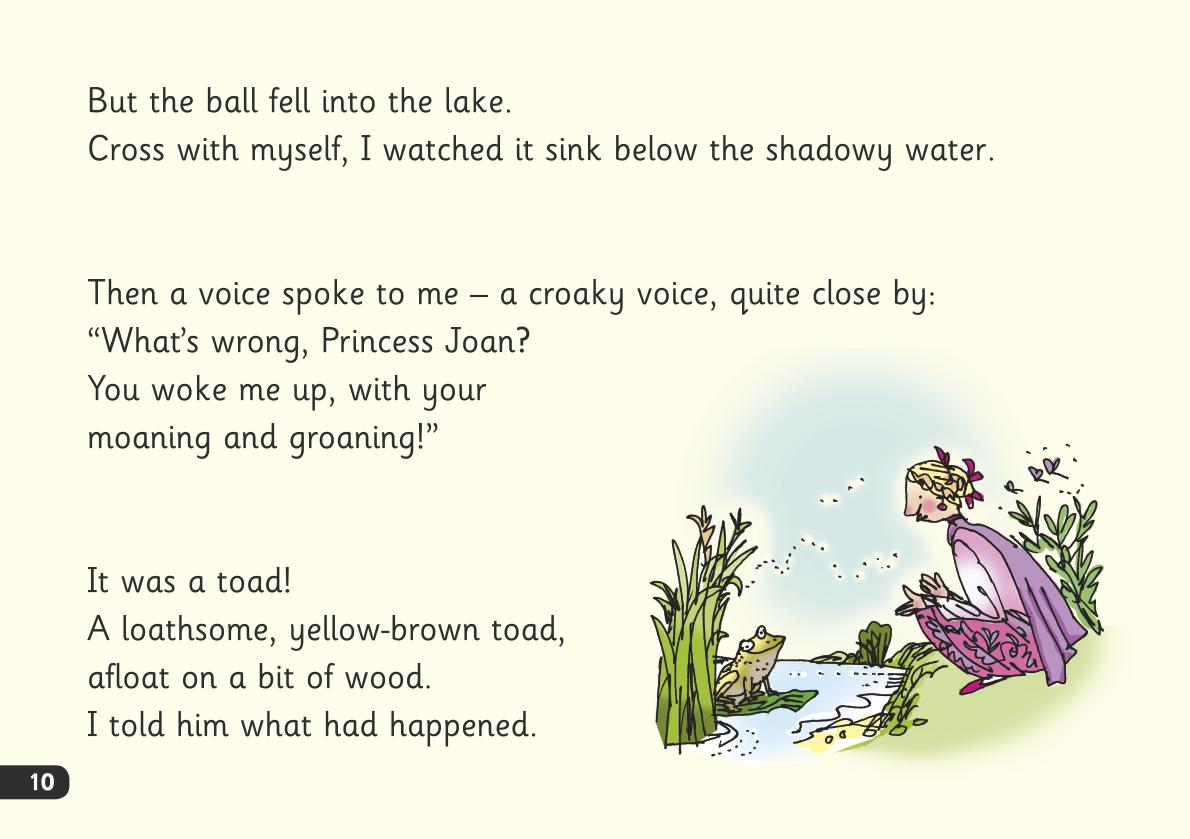 But the ball fell into the lake.
Cross with myself, I watched it sink below the shadowy water.
Then a voice spoke to me – a croaky voice, quite close by:
“What’s wrong, Princess Joan?
You woke me up, with your
moaning and groaning!”
It was a toad!
A loathsome, yellow-brown toad,
afloat on a bit of wood.
I told him what had happened.
10